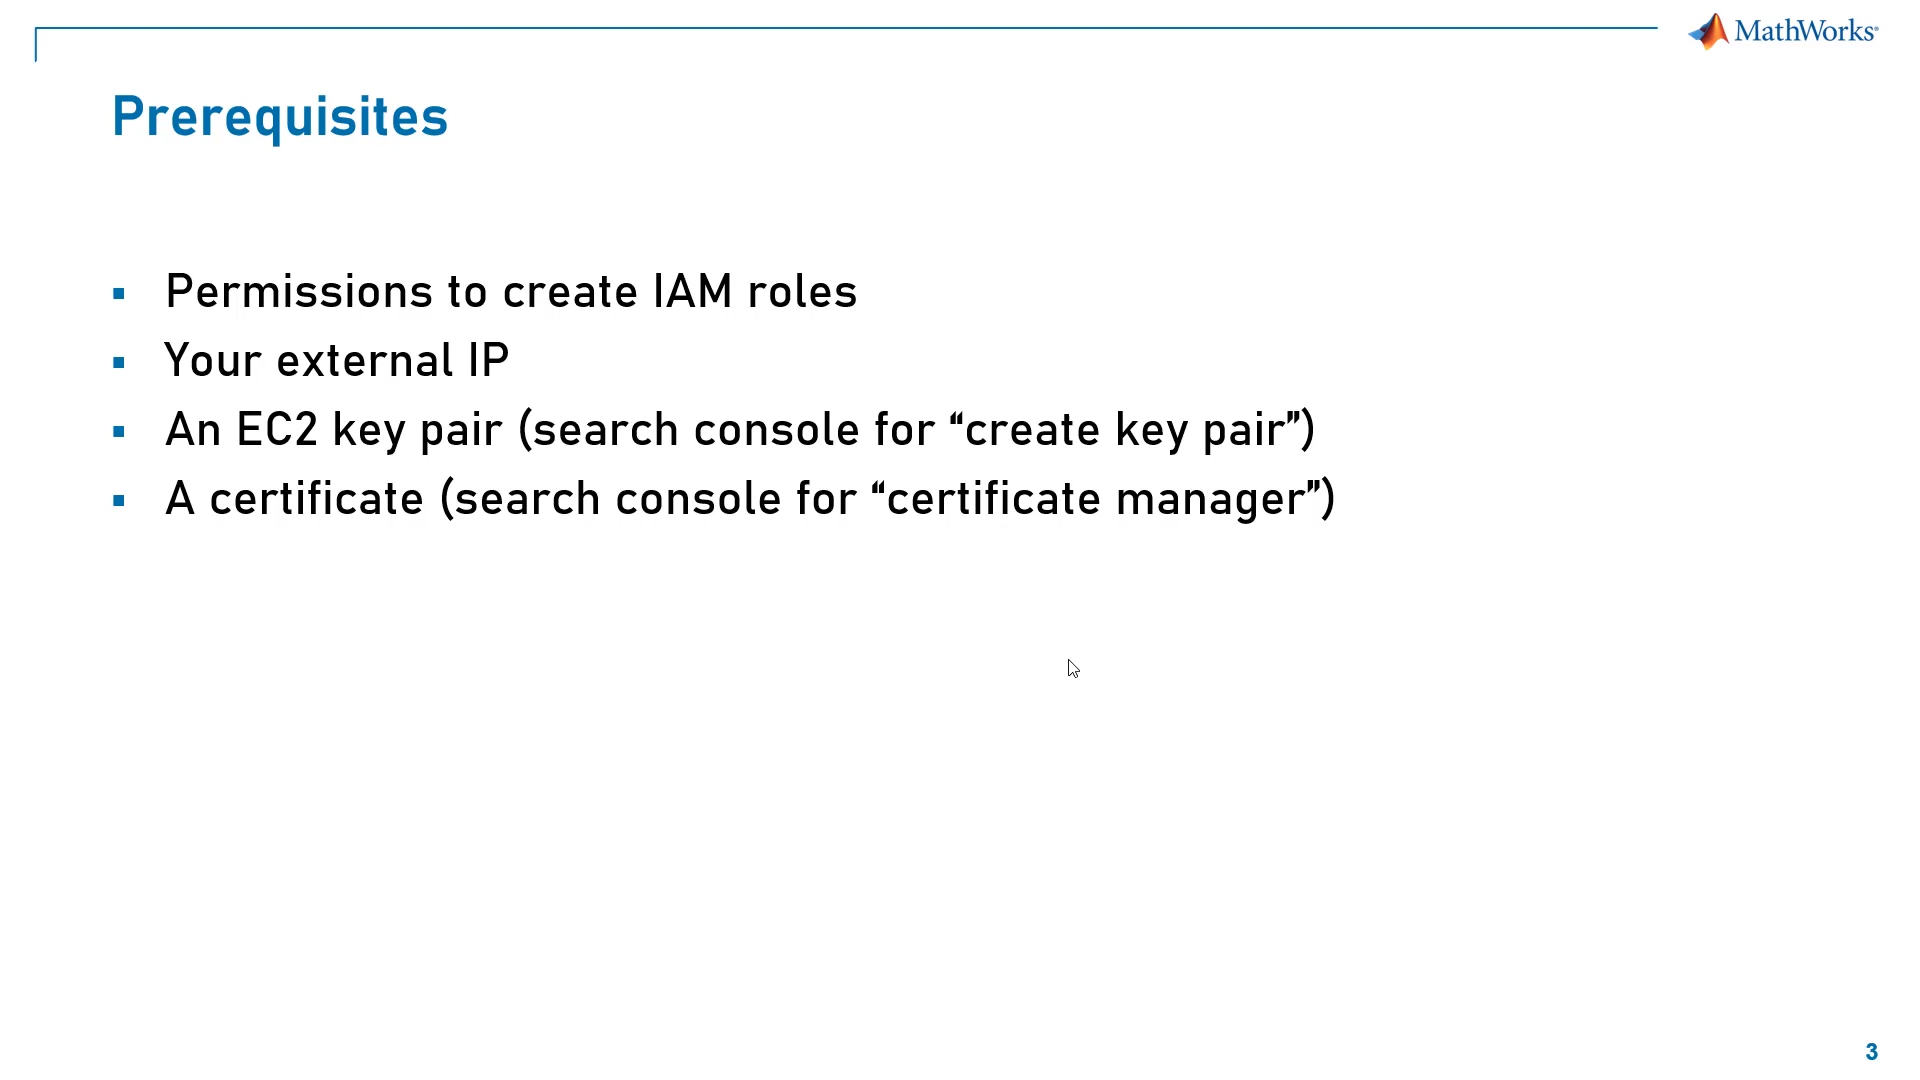 MathWorks®
Prerequisites
▪ Permissions to create IAM roles
▪ Your external IP
▪ An EC2 key pair (search console for “create key pair”)
▪ A certificate (search console for “certificate manager”)
3